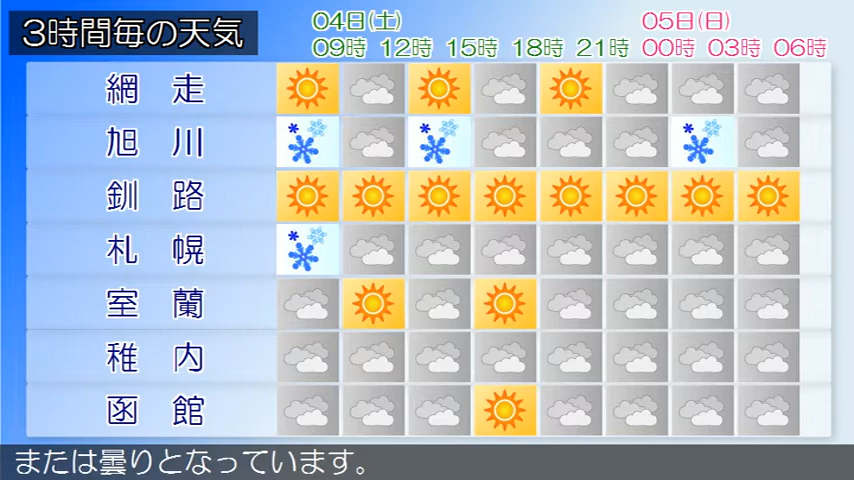 3時間毎の天気
04日(土) 05日(日)
09時 12時 15時 18時 21時 00時 03時 06時
網走
旭川
釧路
札幌
室蘭
稚内
函館
または曇りとなっています。